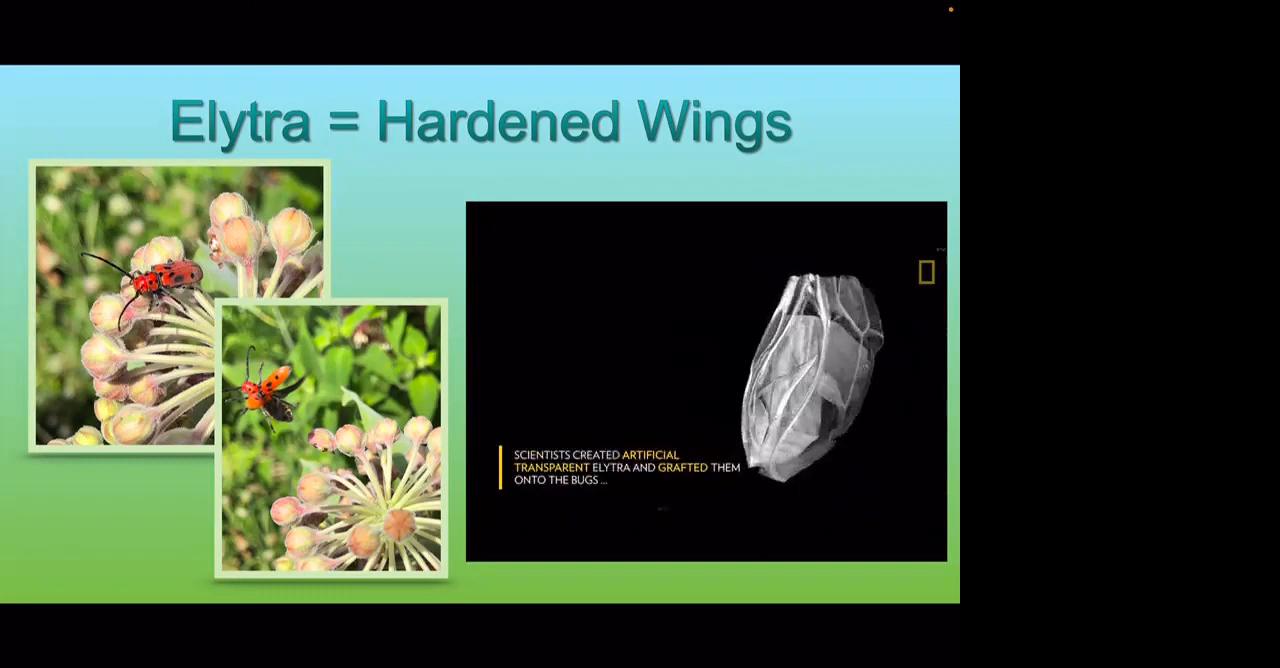 Elytra = Hardened Wings
SCIENTISTS CREATED ARTIFICIAL
TRANSPARENT ELYTRA AND GRAFTED THEM
ONTO THE BUGS ...